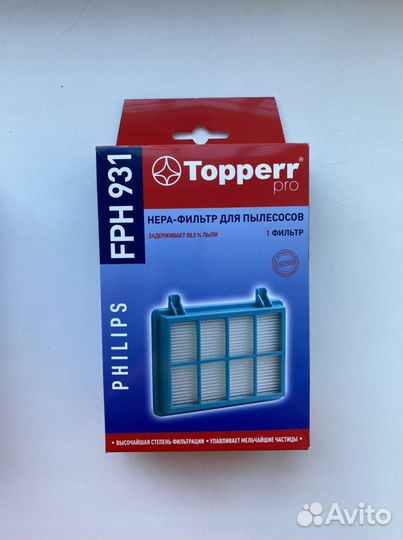 Topperr®
pro
FPH 931
PHILIPS
HEPA-ФИЛЬТР ДЛЯ ПЫЛЕСОСОВ
ЗАДЕРЖИВАЕТ 99,5 % ПЫЛИ
1 ФИЛЬТР
ВЫСОЧАЙШАЯ СТЕПЕНЬ ФИЛЬТРАЦИИ
УЛАВЛИВАЕТ МЕЛЬЧАЙШИЕ ЧАСТИЦЫ
Avito